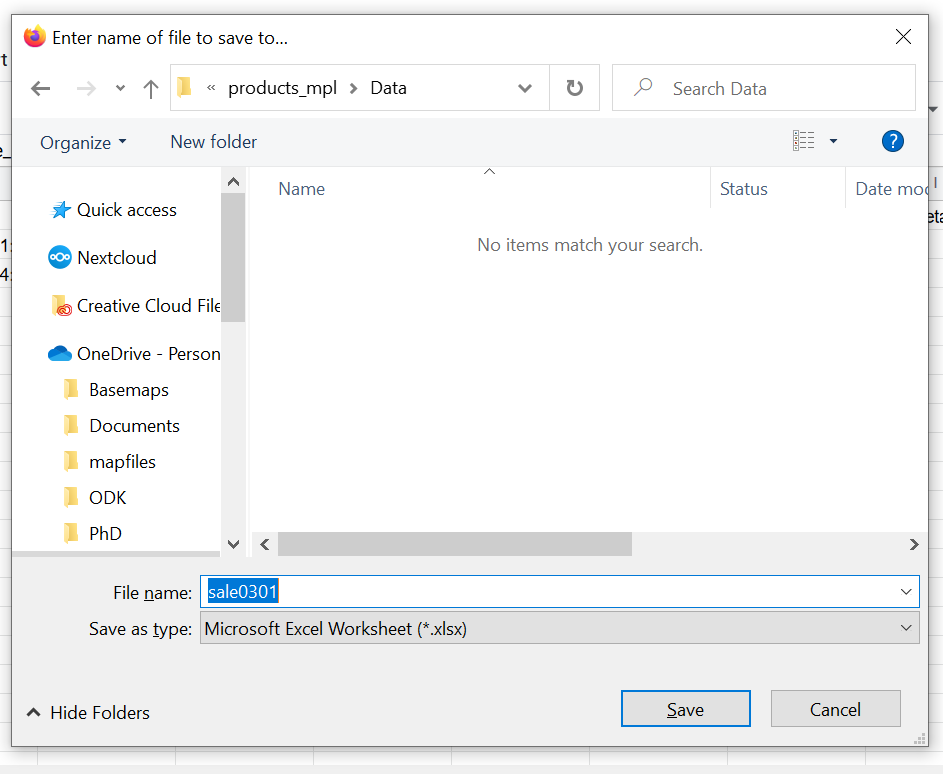 Enter name of file to save to...
« products_mpl > Data
Search Data
Organize
New folder
?
Name
Status
Date mod
No items match your search.
Quick access
Nextcloud
Creative Cloud File
OneDrive - Person
Basemaps
Documents
mapfiles
ODK
PhD
File name: sale0301
Save as type: Microsoft Excel Worksheet (*.xlsx)
Hide Folders
Save
Cancel